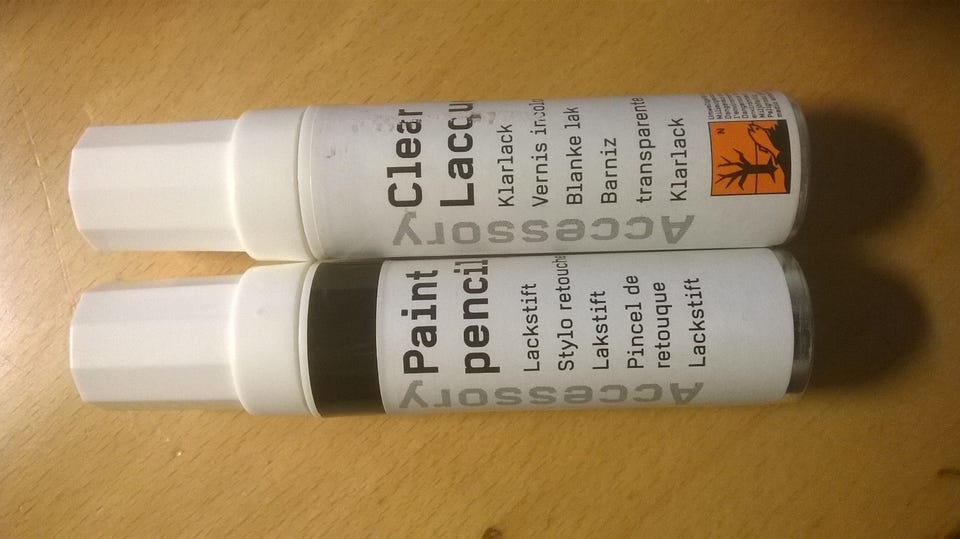 Clear
Lacqu
Klarlack
Vernis incolo
Blanke lak
Barniz
transparente
Klarlack
N
Accessory
Paint
pencil
Lackstift
Stylo retouche
Lakstift
Pincel de
retouque
Lackstift
Accessory